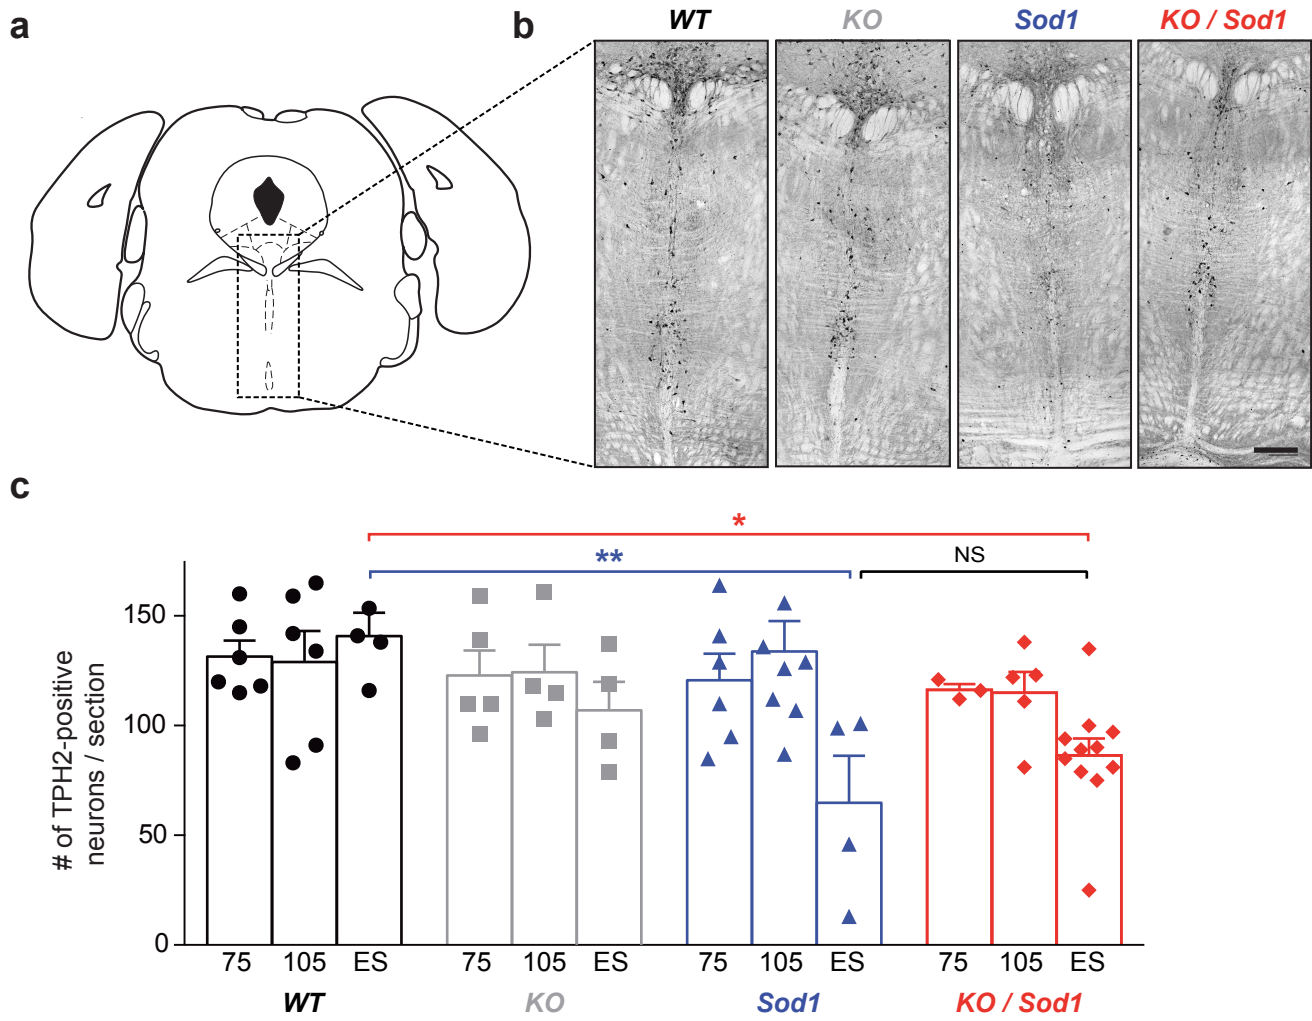 a
b
WT
KO
Sod1
KO / Sod1
c
*
**
NS
# of TPH2-positive
neurons / section
150
100
50
0
75 105 ES 75 105 ES 75 105 ES 75 105 ES
WT KO Sod1 KO / Sod1